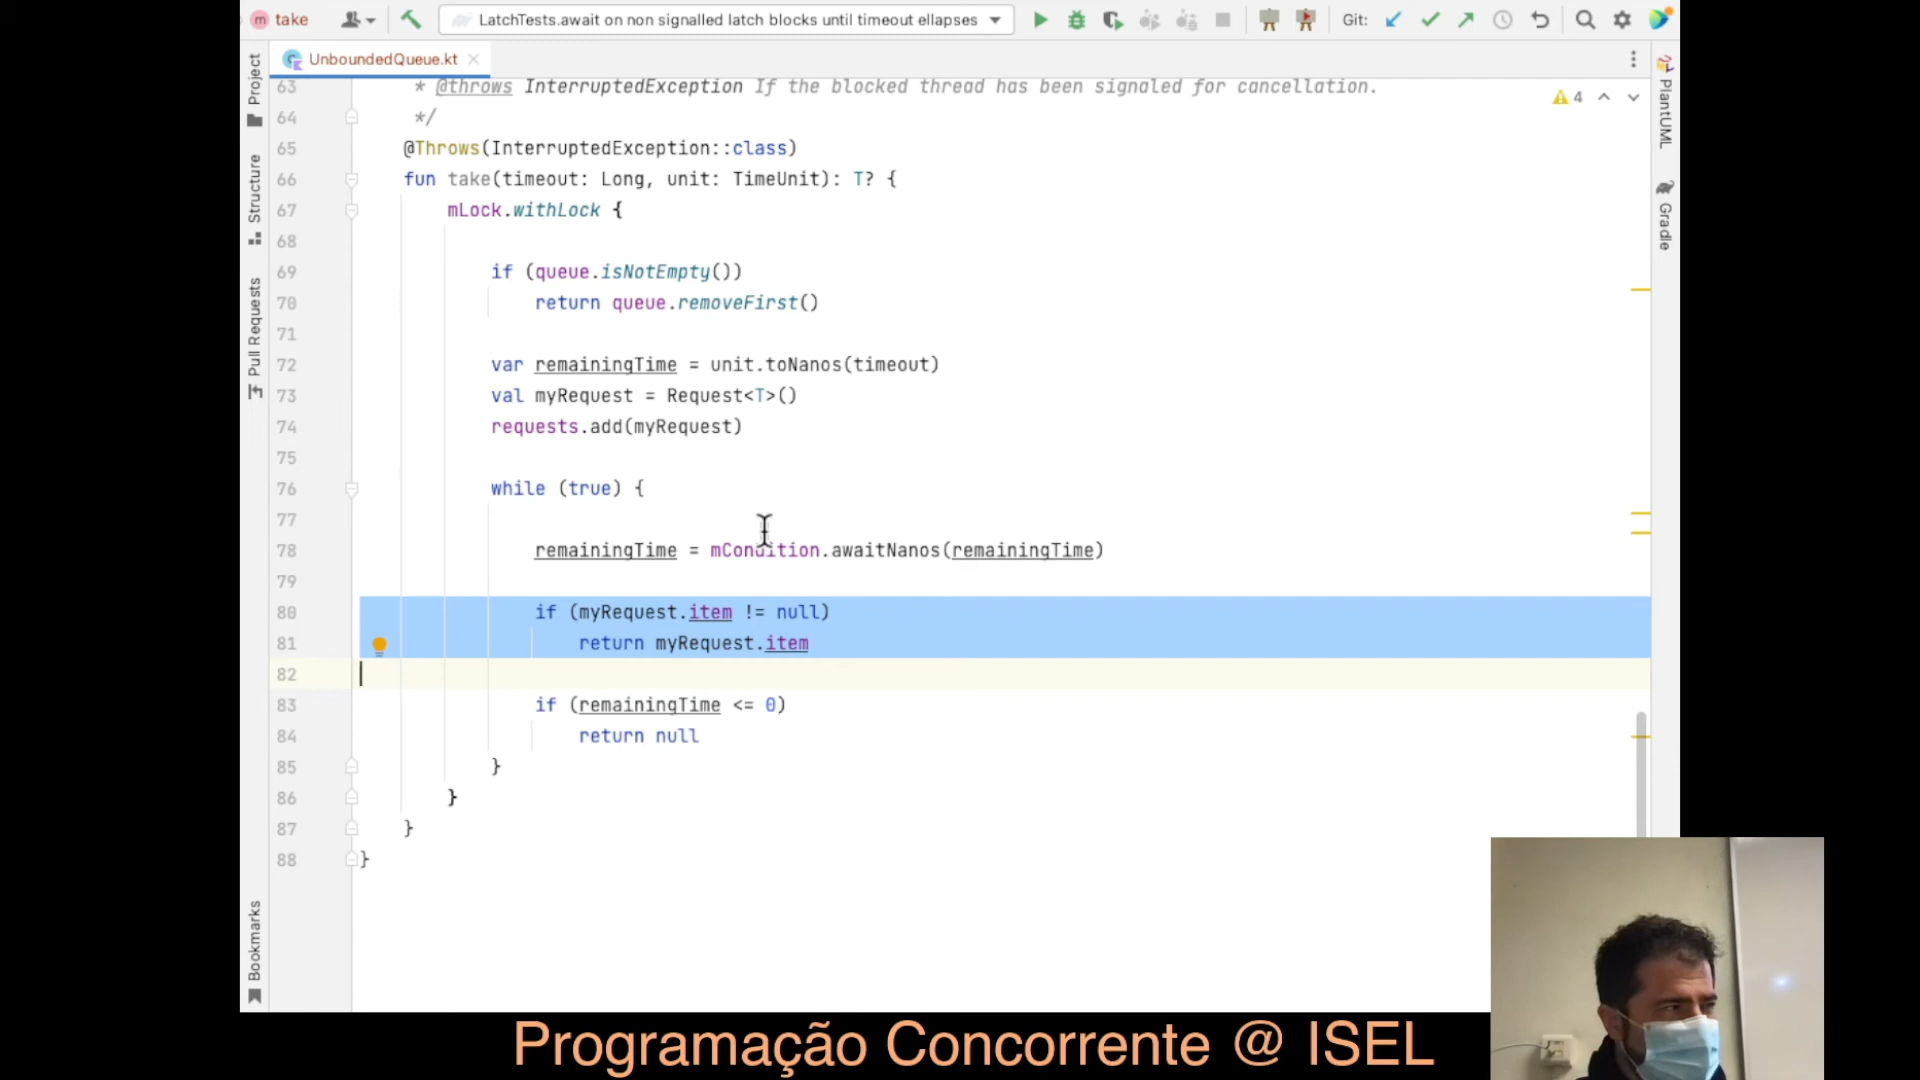 take
LatchTests.await on non signalled latch blocks until timeout ellapses
Git:
UnboundedQueue.kt
Project
Structure
Pull Requests
Bookmarks
PlantUML
Gradle
4
63 * @throws InterruptedException If the blocked thread has been signaled for cancellation.
64 */
65 @Throws(InterruptedException::class)
66 fun take(timeout: Long, unit: TimeUnit): T? {
67 mLock.withLock {
68
69 if (queue.isNotEmpty())
70 return queue.removeFirst()
71
72 var remainingTime = unit.toNanos(timeout)
73 val myRequest = Request<T>()
74 requests.add(myRequest)
75
76 while (true) {
77
78 remainingTime = mCondition.awaitNanos(remainingTime)
79
80 if (myRequest.item != null)
81 return myRequest.item
82
83 if (remainingTime <= 0)
84 return null
85 }
86 }
87 }
88 }
Programação Concorrente @ ISEL